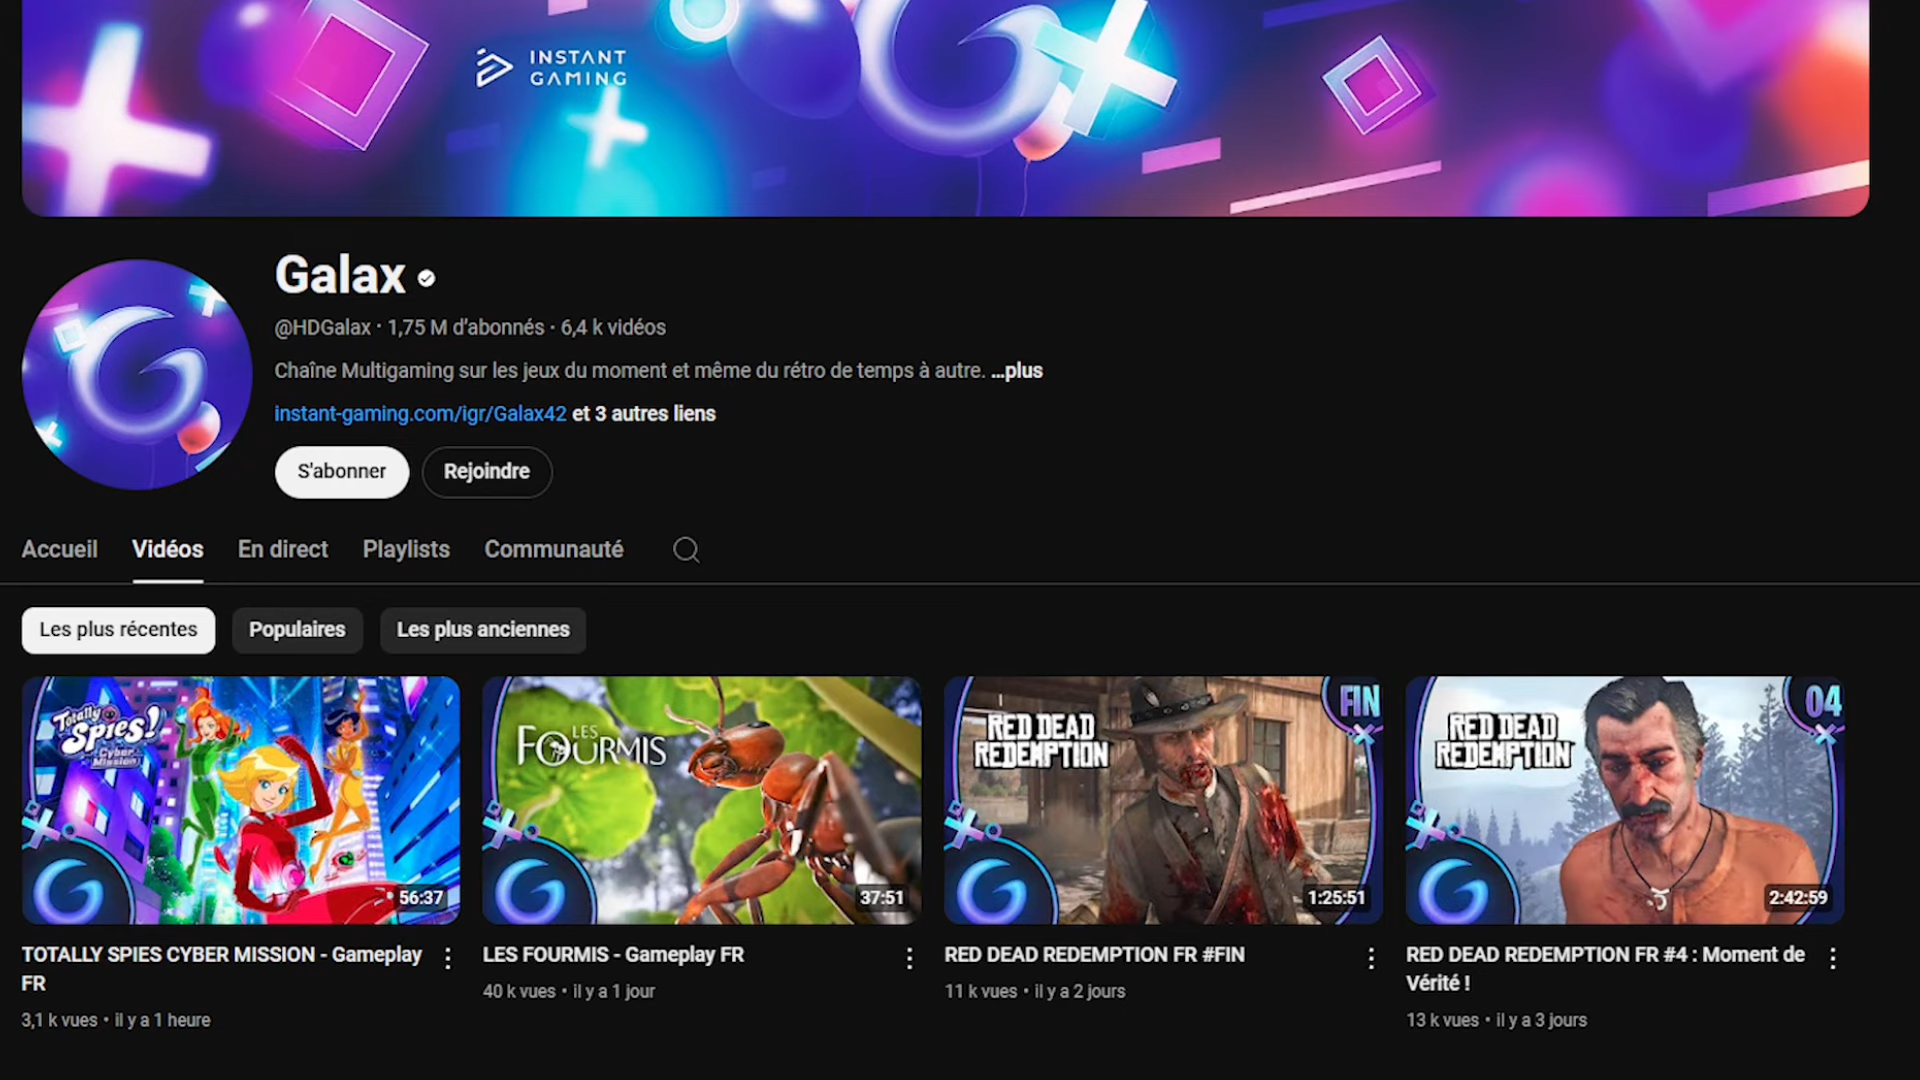 INSTANT
GAMING
Galax
@HDGalax · 1,75 M d'abonnés · 6,4 k vidéos
Chaîne Multigaming sur les jeux du moment et même du rétro de temps à autre. ...plus
instant-gaming.com/igr/Galax42 et 3 autres liens
S'abonner Rejoindre
Accueil Vidéos En direct Playlists Communauté
Les plus récentes Populaires Les plus anciennes
Totally
Spies!
Cyber
Mission
56:37
LES
FOURMIS
37:51
RED DEAD
REDEMPTION
FIN
1:25:51
RED DEAD
REDEMPTION
04
2:42:59
TOTALLY SPIES CYBER MISSION - Gameplay
FR
3,1 k vues • il y a 1 heure
LES FOURMIS - Gameplay FR
40 k vues • il y a 1 jour
RED DEAD REDEMPTION FR #FIN
11 k vues • il y a 2 jours
RED DEAD REDEMPTION FR #4 : Moment de
Vérité !
13 k vues • il y a 3 jours